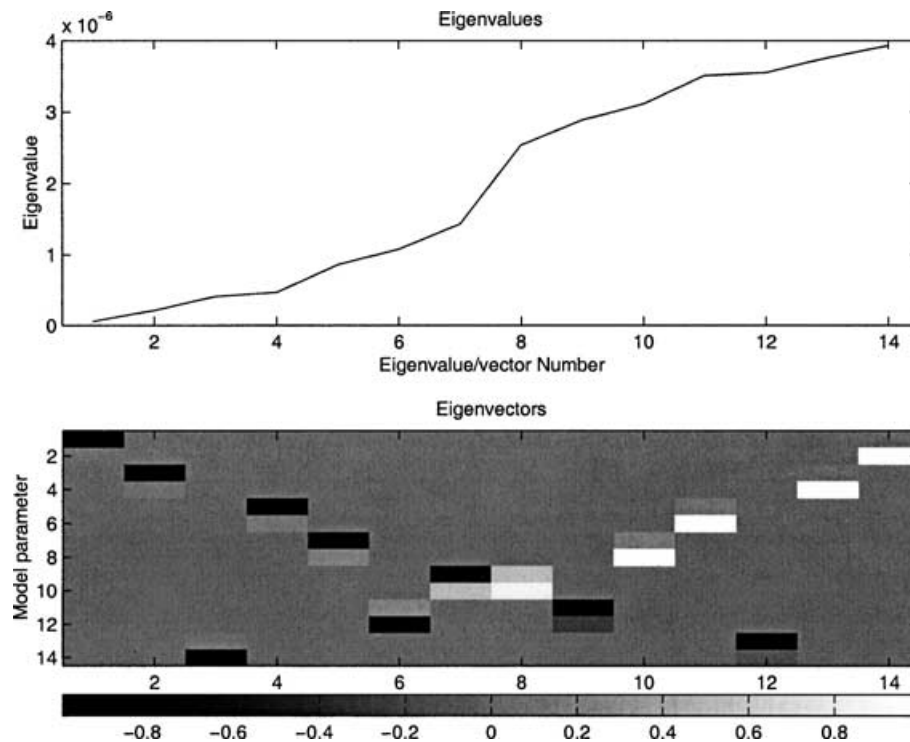 Eigenvalues
x 10⁻⁶
4
3
2
1
0
Eigenvalue
2 4 6 8 10 12 14
Eigenvalue/vector Number
Eigenvectors
2
4
6
8
10
12
14
Model parameter
2 4 6 8 10 12 14
−0.8 −0.6 −0.4 −0.2 0 0.2 0.4 0.6 0.8